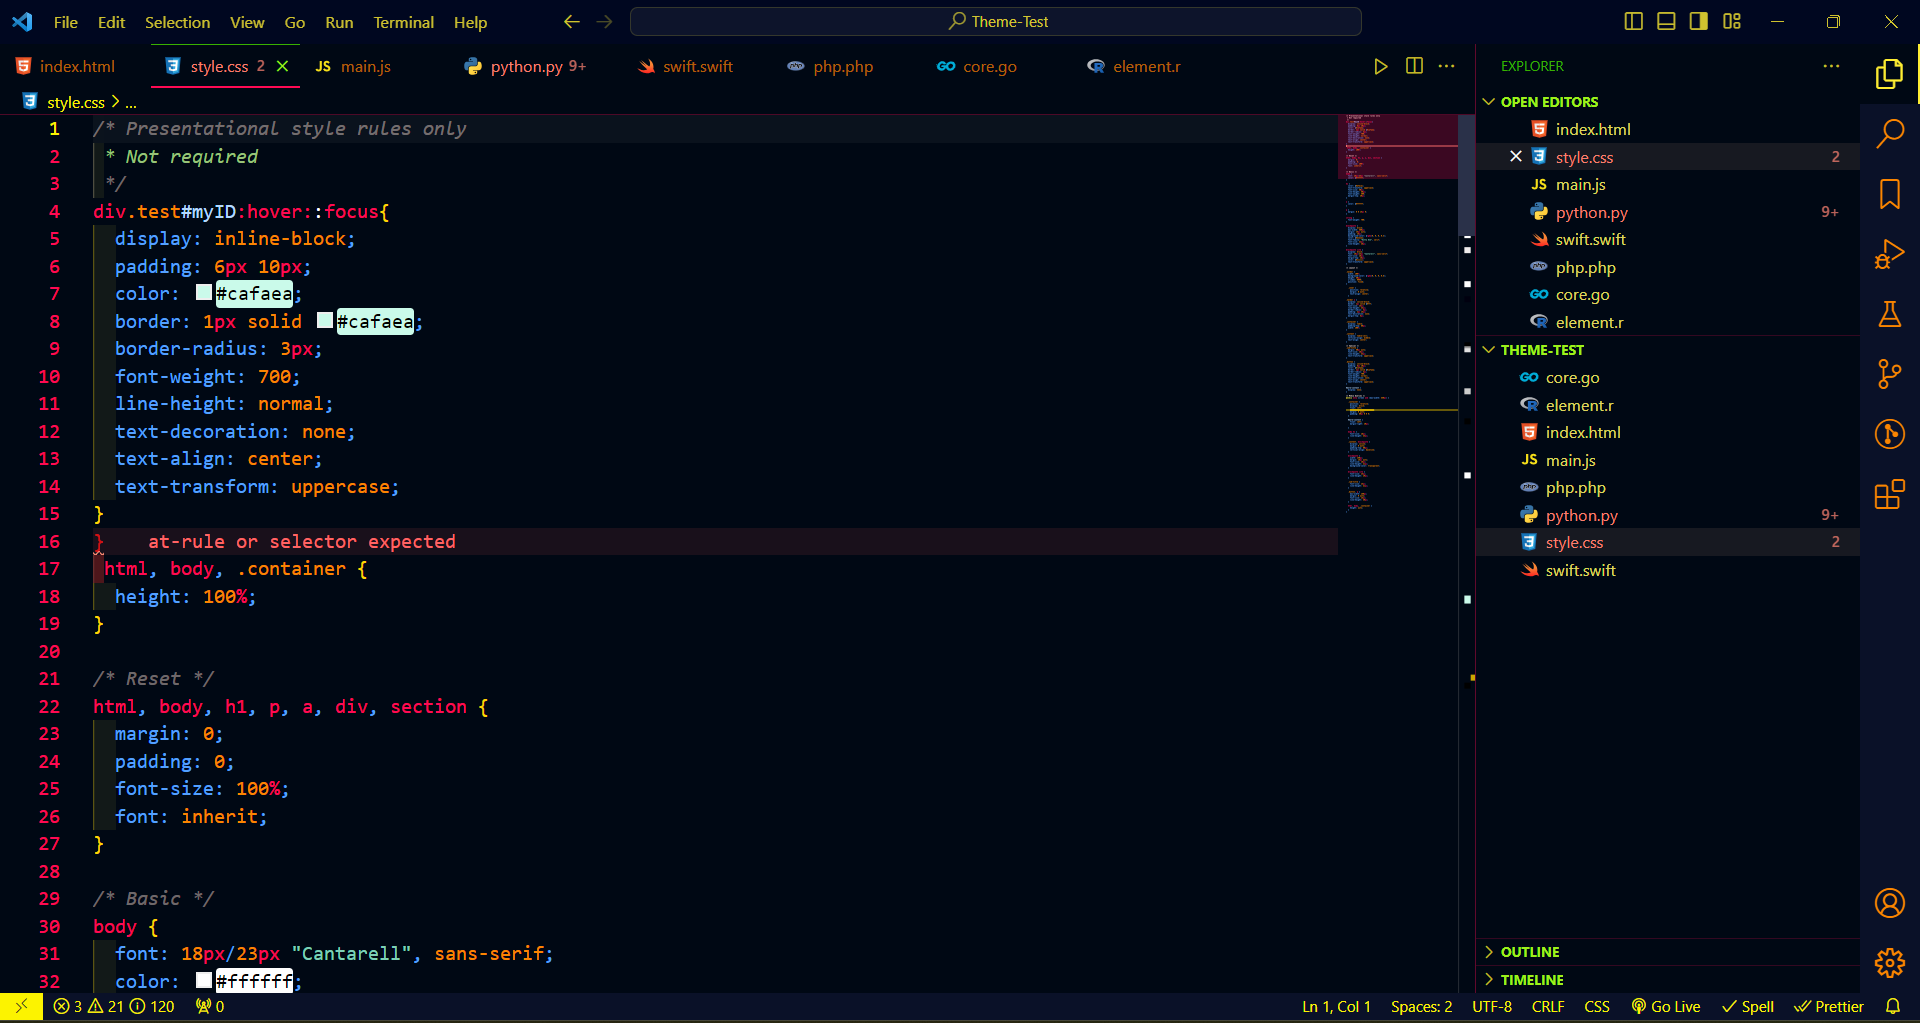 File Edit Selection View Go Run Terminal Help
Theme-Test
index.html
style.css 2
JS main.js
python.py 9+
swift.swift
php.php
GO core.go
element.r
style.css > ...
1 /* Presentational style rules only
2 * Not required
3 */
4 div.test#myID:hover::focus{
5 display: inline-block;
6 padding: 6px 10px;
7 color: #cafaea;
8 border: 1px solid #cafaea;
9 border-radius: 3px;
10 font-weight: 700;
11 line-height: normal;
12 text-decoration: none;
13 text-align: center;
14 text-transform: uppercase;
15 }
16 } at-rule or selector expected
17 html, body, .container {
18 height: 100%;
19 }
20
21 /* Reset */
22 html, body, h1, p, a, div, section {
23 margin: 0;
24 padding: 0;
25 font-size: 100%;
26 font: inherit;
27 }
28
29 /* Basic */
30 body {
31 font: 18px/23px "Cantarell", sans-serif;
32 color: #ffffff;
EXPLORER
OPEN EDITORS
index.html
style.css 2
JS main.js
python.py 9+
swift.swift
php php.php
GO core.go
element.r
THEME-TEST
GO core.go
element.r
index.html
JS main.js
php php.php
python.py 9+
style.css 2
swift.swift
OUTLINE
TIMELINE
3 21 120 0
Ln 1, Col 1 Spaces: 2 UTF-8 CRLF CSS Go Live Spell Prettier